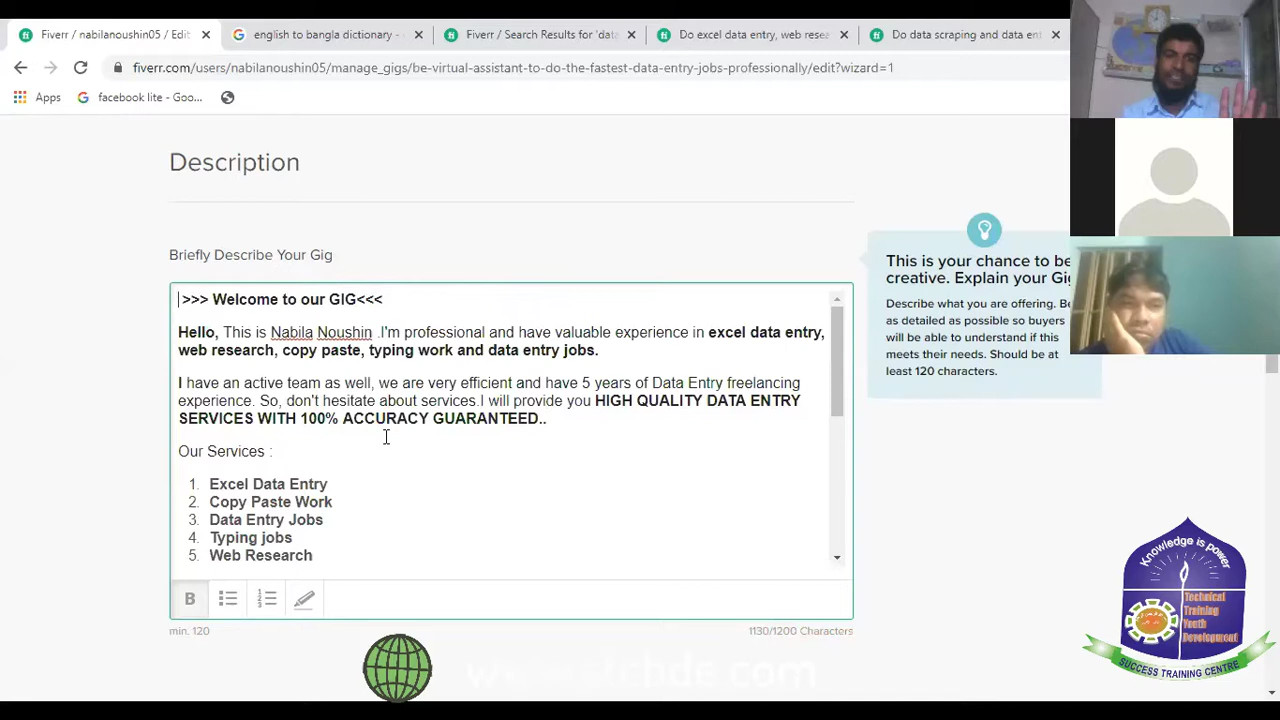 Fiverr / nabilanoushin05 / Edit
english to bangla dictionary -
Fiverr / Search Results for 'data
Do excel data entry, web resea
Do data scraping and data ent
fiverr.com/users/nabilanoushin05/manage_gigs/be-virtual-assistant-to-do-the-fastest-data-entry-jobs-professionally/edit?wizard=1
Apps
facebook lite - Goo...
Description
Briefly Describe Your Gig
>>> Welcome to our GIG<<<
Hello, This is Nabila Noushin .I'm professional and have valuable experience in excel data entry,
web research, copy paste, typing work and data entry jobs.
I have an active team as well, we are very efficient and have 5 years of Data Entry freelancing
experience. So, don't hesitate about services.I will provide you HIGH QUALITY DATA ENTRY
SERVICES WITH 100% ACCURACY GUARANTEED..
Our Services :
1. Excel Data Entry
2. Copy Paste Work
3. Data Entry Jobs
4. Typing jobs
5. Web Research
B
min. 120
1130/1200 Characters
This is your chance to be
creative. Explain your Gig
Describe what you are offering. Be
as detailed as possible so buyers
will be able to understand if this
meets their needs. Should be at
least 120 characters.
Knowledge is power
Technical
Training
Youth
Development
SUCCESS TRAINING CENTRE